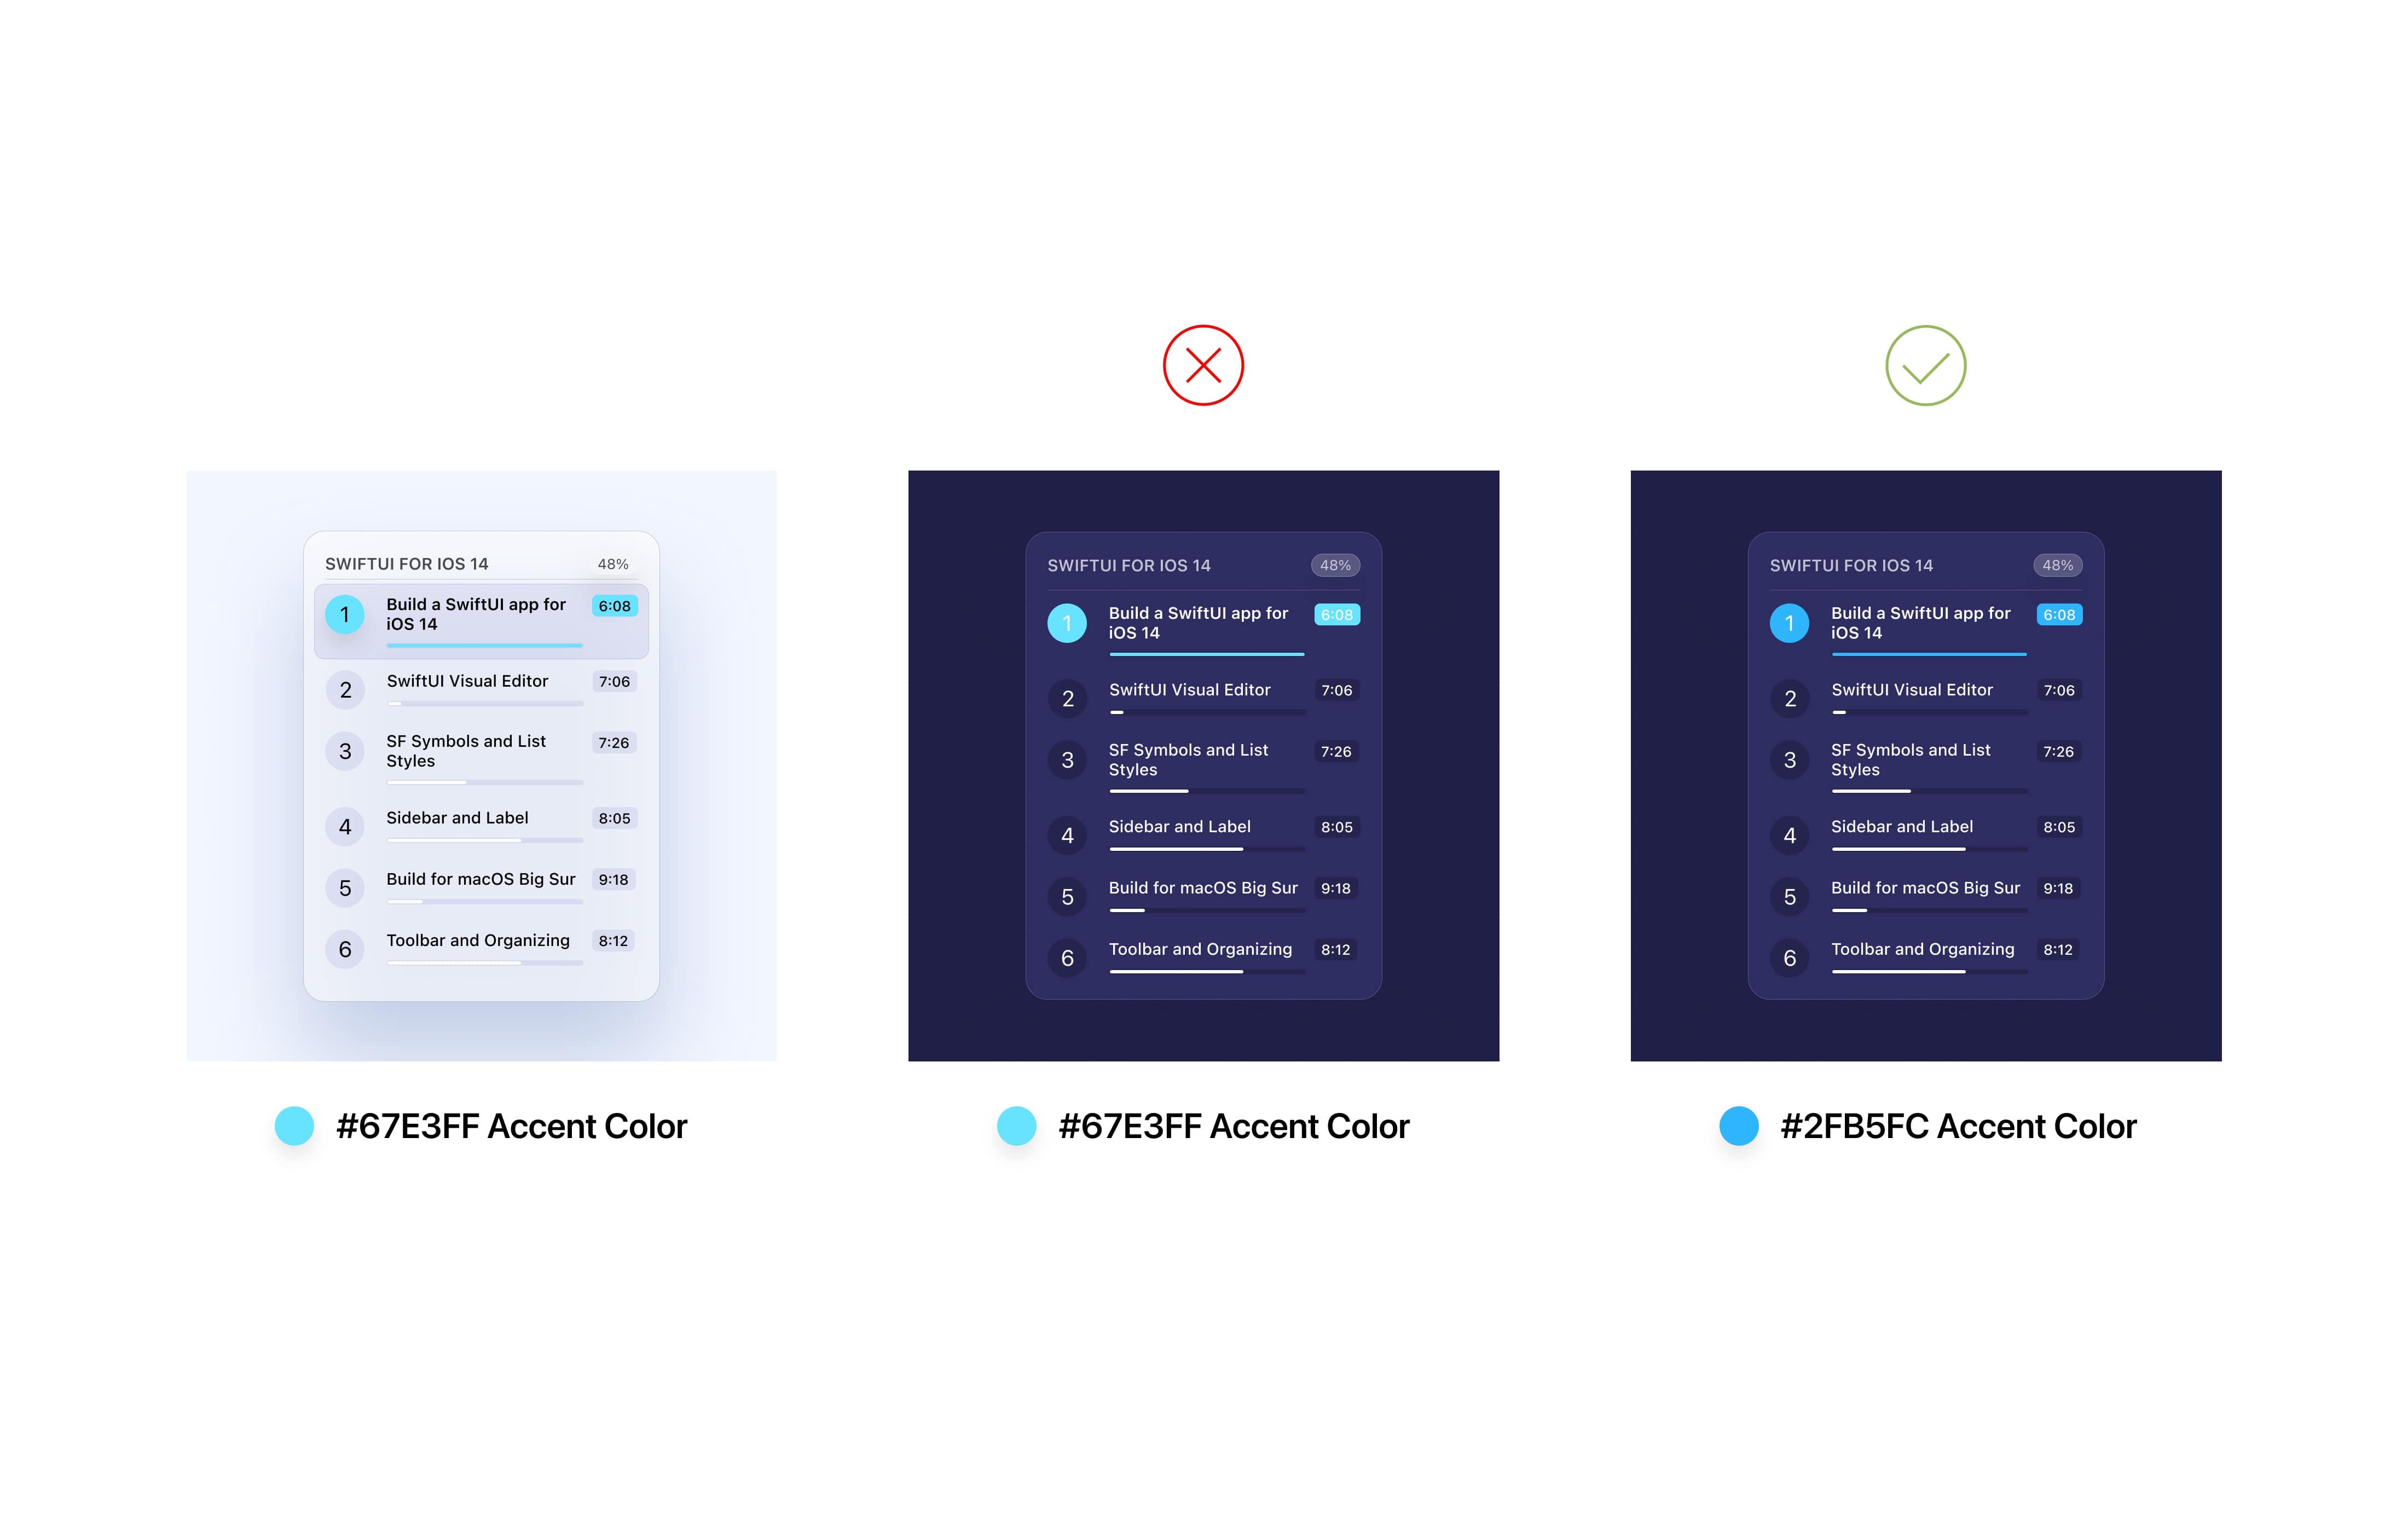 SWIFTUI FOR IOS 14 48%
1 Build a SwiftUI app for 6:08
iOS 14
2 SwiftUI Visual Editor 7:06
3 SF Symbols and List 7:26
Styles
4 Sidebar and Label 8:05
5 Build for macOS Big Sur 9:18
6 Toolbar and Organizing 8:12
#67E3FF Accent Color
SWIFTUI FOR IOS 14 48%
1 Build a SwiftUI app for 6:08
iOS 14
2 SwiftUI Visual Editor 7:06
3 SF Symbols and List 7:26
Styles
4 Sidebar and Label 8:05
5 Build for macOS Big Sur 9:18
6 Toolbar and Organizing 8:12
#67E3FF Accent Color
SWIFTUI FOR IOS 14 48%
1 Build a SwiftUI app for 6:08
iOS 14
2 SwiftUI Visual Editor 7:06
3 SF Symbols and List 7:26
Styles
4 Sidebar and Label 8:05
5 Build for macOS Big Sur 9:18
6 Toolbar and Organizing 8:12
#2FB5FC Accent Color